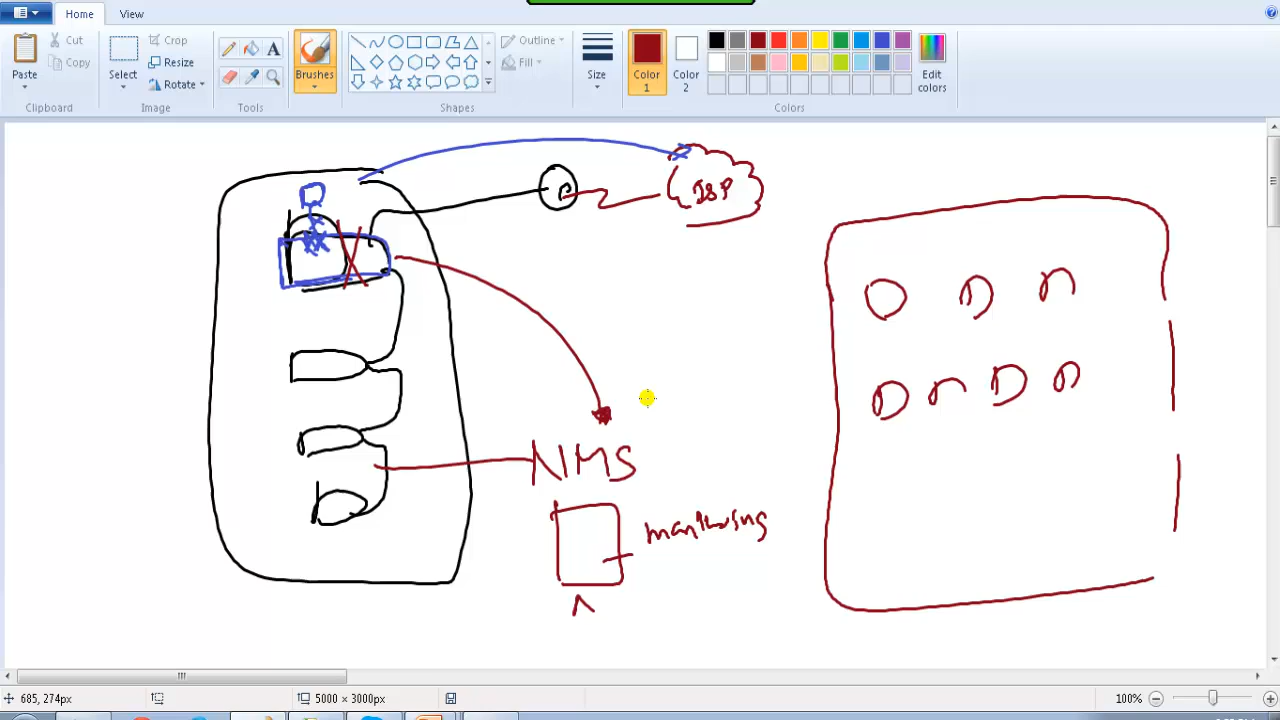 Home
View
Paste
Cut
Copy
Clipboard
Select
Crop
Resize
Rotate
Image
A
Tools
Brushes
Outline
Fill
Shapes
Size
Color 1
Color 2
Edit colors
Colors
ISP
NMS
685, 274px
5000 × 3000px
100%